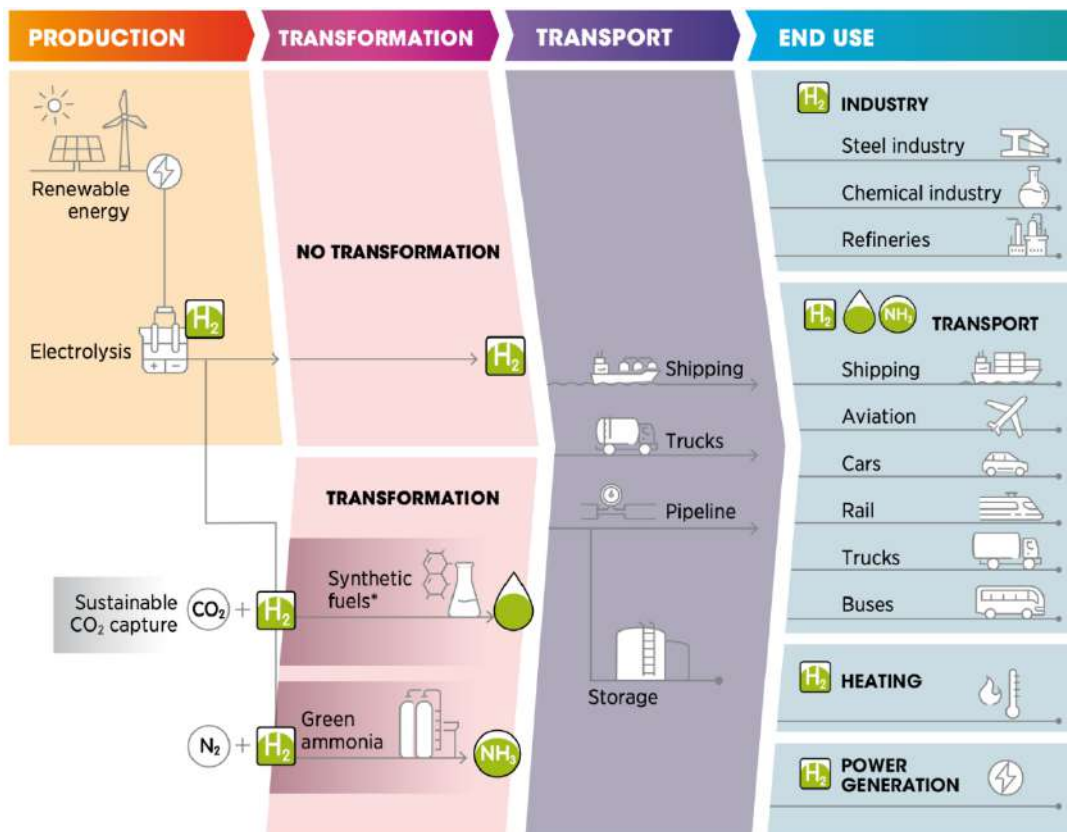 PRODUCTION
TRANSFORMATION
TRANSPORT
END USE
Renewable
energy
Electrolysis
H₂
NO TRANSFORMATION
H₂
TRANSFORMATION
Sustainable
CO₂ capture
CO₂ + H₂
Synthetic
fuels*
N₂ + H₂
Green
ammonia
NH₃
Shipping
Trucks
Pipeline
Storage
H₂ INDUSTRY
Steel industry
Chemical industry
Refineries
H₂ NH₃ TRANSPORT
Shipping
Aviation
Cars
Rail
Trucks
Buses
H₂ HEATING
H₂ POWER
GENERATION